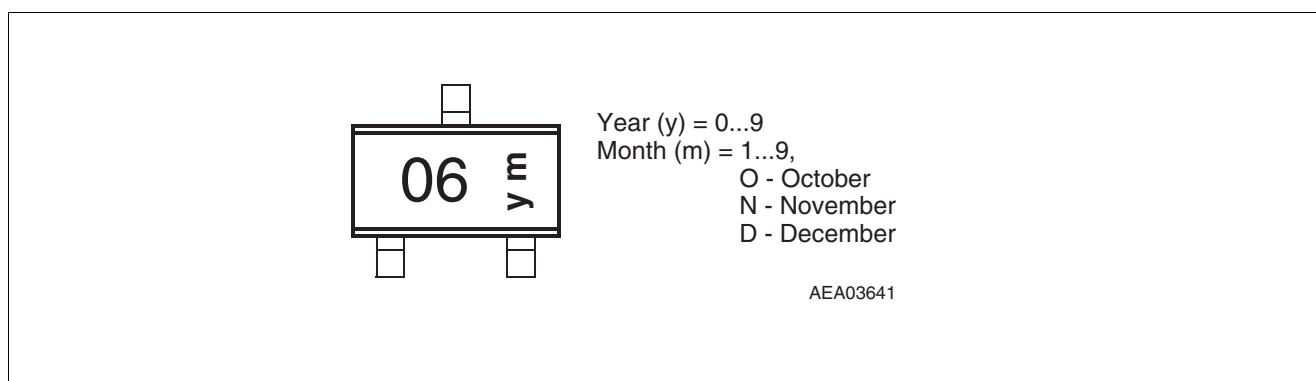 06
y m
Year (y) = 0...9
Month (m) = 1...9,
O - October
N - November
D - December
AEA03641